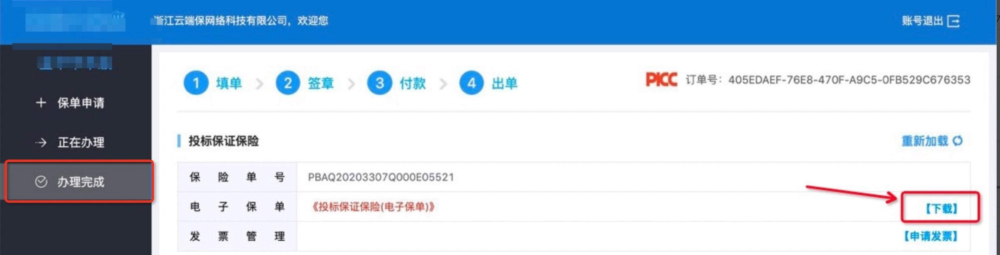 浙江云端保网络科技有限公司，欢迎您
账号退出
保单申请
正在办理
办理完成
1 填单 2 签章 3 付款 4 出单
PICC 订单号：405EDAEF-76E8-470F-A9C5-0FB529C676353
投标保证保险
重新加载
保险单号 PBAQ20203307Q000E05521
电子保单 《投标保证保险(电子保单)》 【下载】
发票管理 【申请发票】